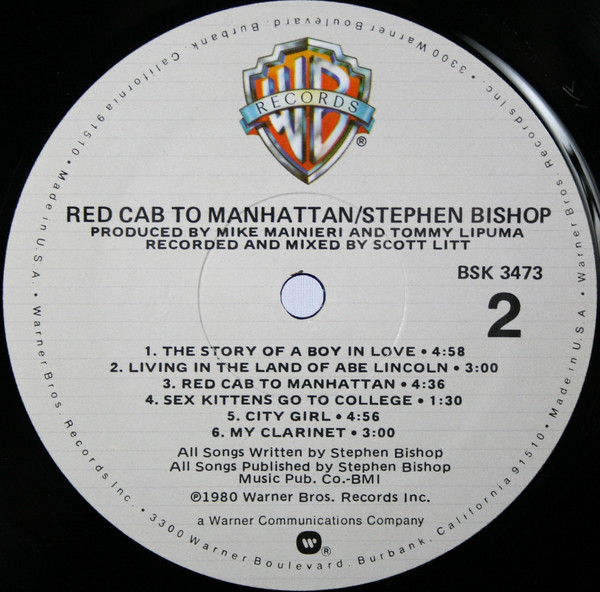 WB
RECORDS
®
RED CAB TO MANHATTAN/STEPHEN BISHOP
PRODUCED BY MIKE MAINIERI AND TOMMY LIPUMA
RECORDED AND MIXED BY SCOTT LITT
BSK 3473
2
1. THE STORY OF A BOY IN LOVE • 4:58
2. LIVING IN THE LAND OF ABE LINCOLN • 3:00
3. RED CAB TO MANHATTAN • 4:36
4. SEX KITTENS GO TO COLLEGE • 1:30
5. CITY GIRL • 4:56
6. MY CLARINET • 3:00
All Songs Written by Stephen Bishop
All Songs Published by Stephen Bishop
Music Pub. Co.-BMI
℗1980 Warner Bros. Records Inc.
a Warner Communications Company
®
Warner Bros. Records Inc. • 3300 Warner Boulevard, Burbank, California 91510 • Made in U.S.A. • Warner Bros. Records Inc. • 3300 Warner Boulevard, Burbank, California 91510 • Made in U.S.A. •